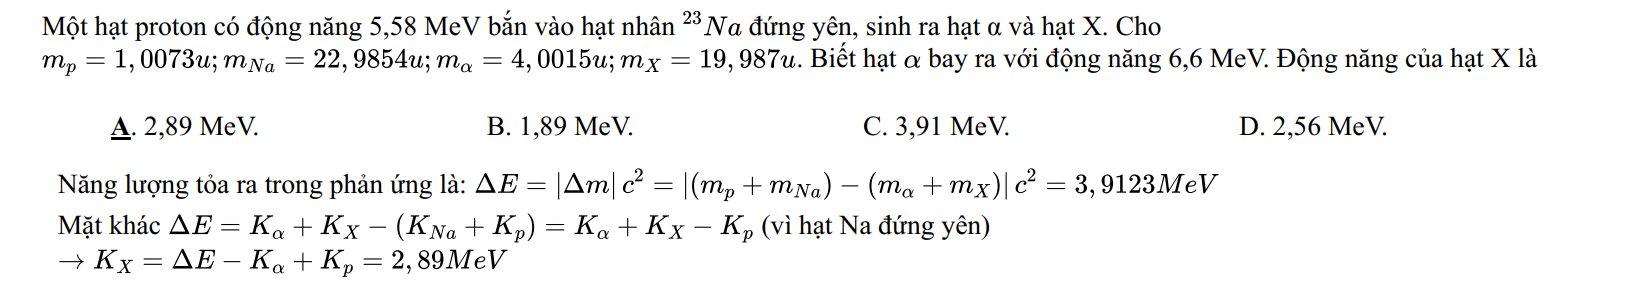 Một hạt proton có động năng 5,58 MeV bắn vào hạt nhân ²³Na đứng yên, sinh ra hạt α và hạt X. Cho
m_p = 1,0073u; m_Na = 22,9854u; m_α = 4,0015u; m_X = 19,987u. Biết hạt α bay ra với động năng 6,6 MeV. Động năng của hạt X là
A. 2,89 MeV. B. 1,89 MeV. C. 3,91 MeV. D. 2,56 MeV.
Năng lượng tỏa ra trong phản ứng là: ΔE = |Δm| c² = |(m_p + m_Na) − (m_α + m_X)| c² = 3,9123MeV
Mặt khác ΔE = K_α + K_X − (K_Na + K_p) = K_α + K_X − K_p (vì hạt Na đứng yên)
→ K_X = ΔE − K_α + K_p = 2,89MeV